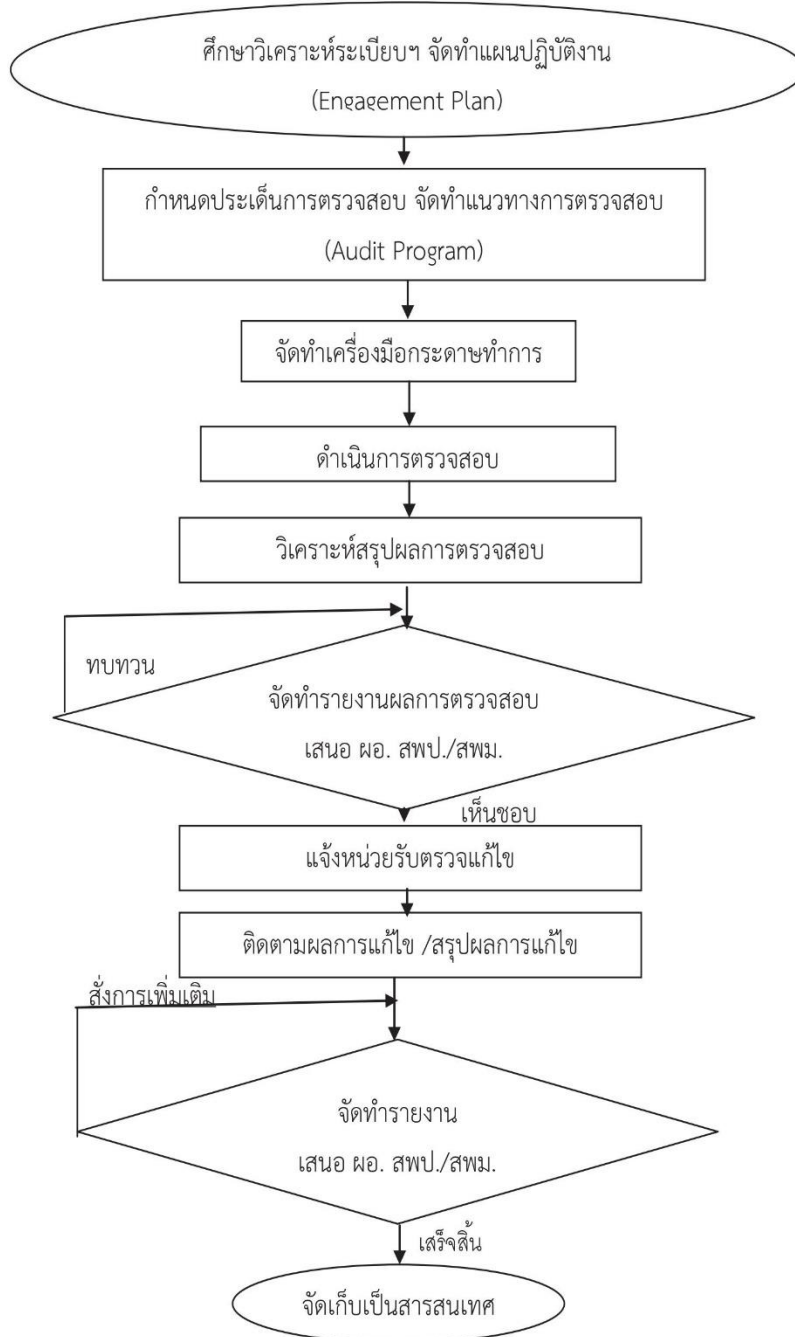 ศึกษาวิเคราะห์ระเบียบฯ จัดทำแผนปฏิบัติงาน
(Engagement Plan)
กำหนดประเด็นการตรวจสอบ จัดทำแนวทางการตรวจสอบ
(Audit Program)
จัดทำเครื่องมือกระดาษทำการ
ดำเนินการตรวจสอบ
วิเคราะห์สรุปผลการตรวจสอบ
ทบทวน
จัดทำรายงานผลการตรวจสอบ
เสนอ ผอ. สพป./สพม.
เห็นชอบ
แจ้งหน่วยรับตรวจแก้ไข
ติดตามผลการแก้ไข /สรุปผลการแก้ไข
สั่งการเพิ่มเติม
จัดทำรายงาน
เสนอ ผอ. สพป./สพม.
เสร็จสิ้น
จัดเก็บเป็นสารสนเทศ